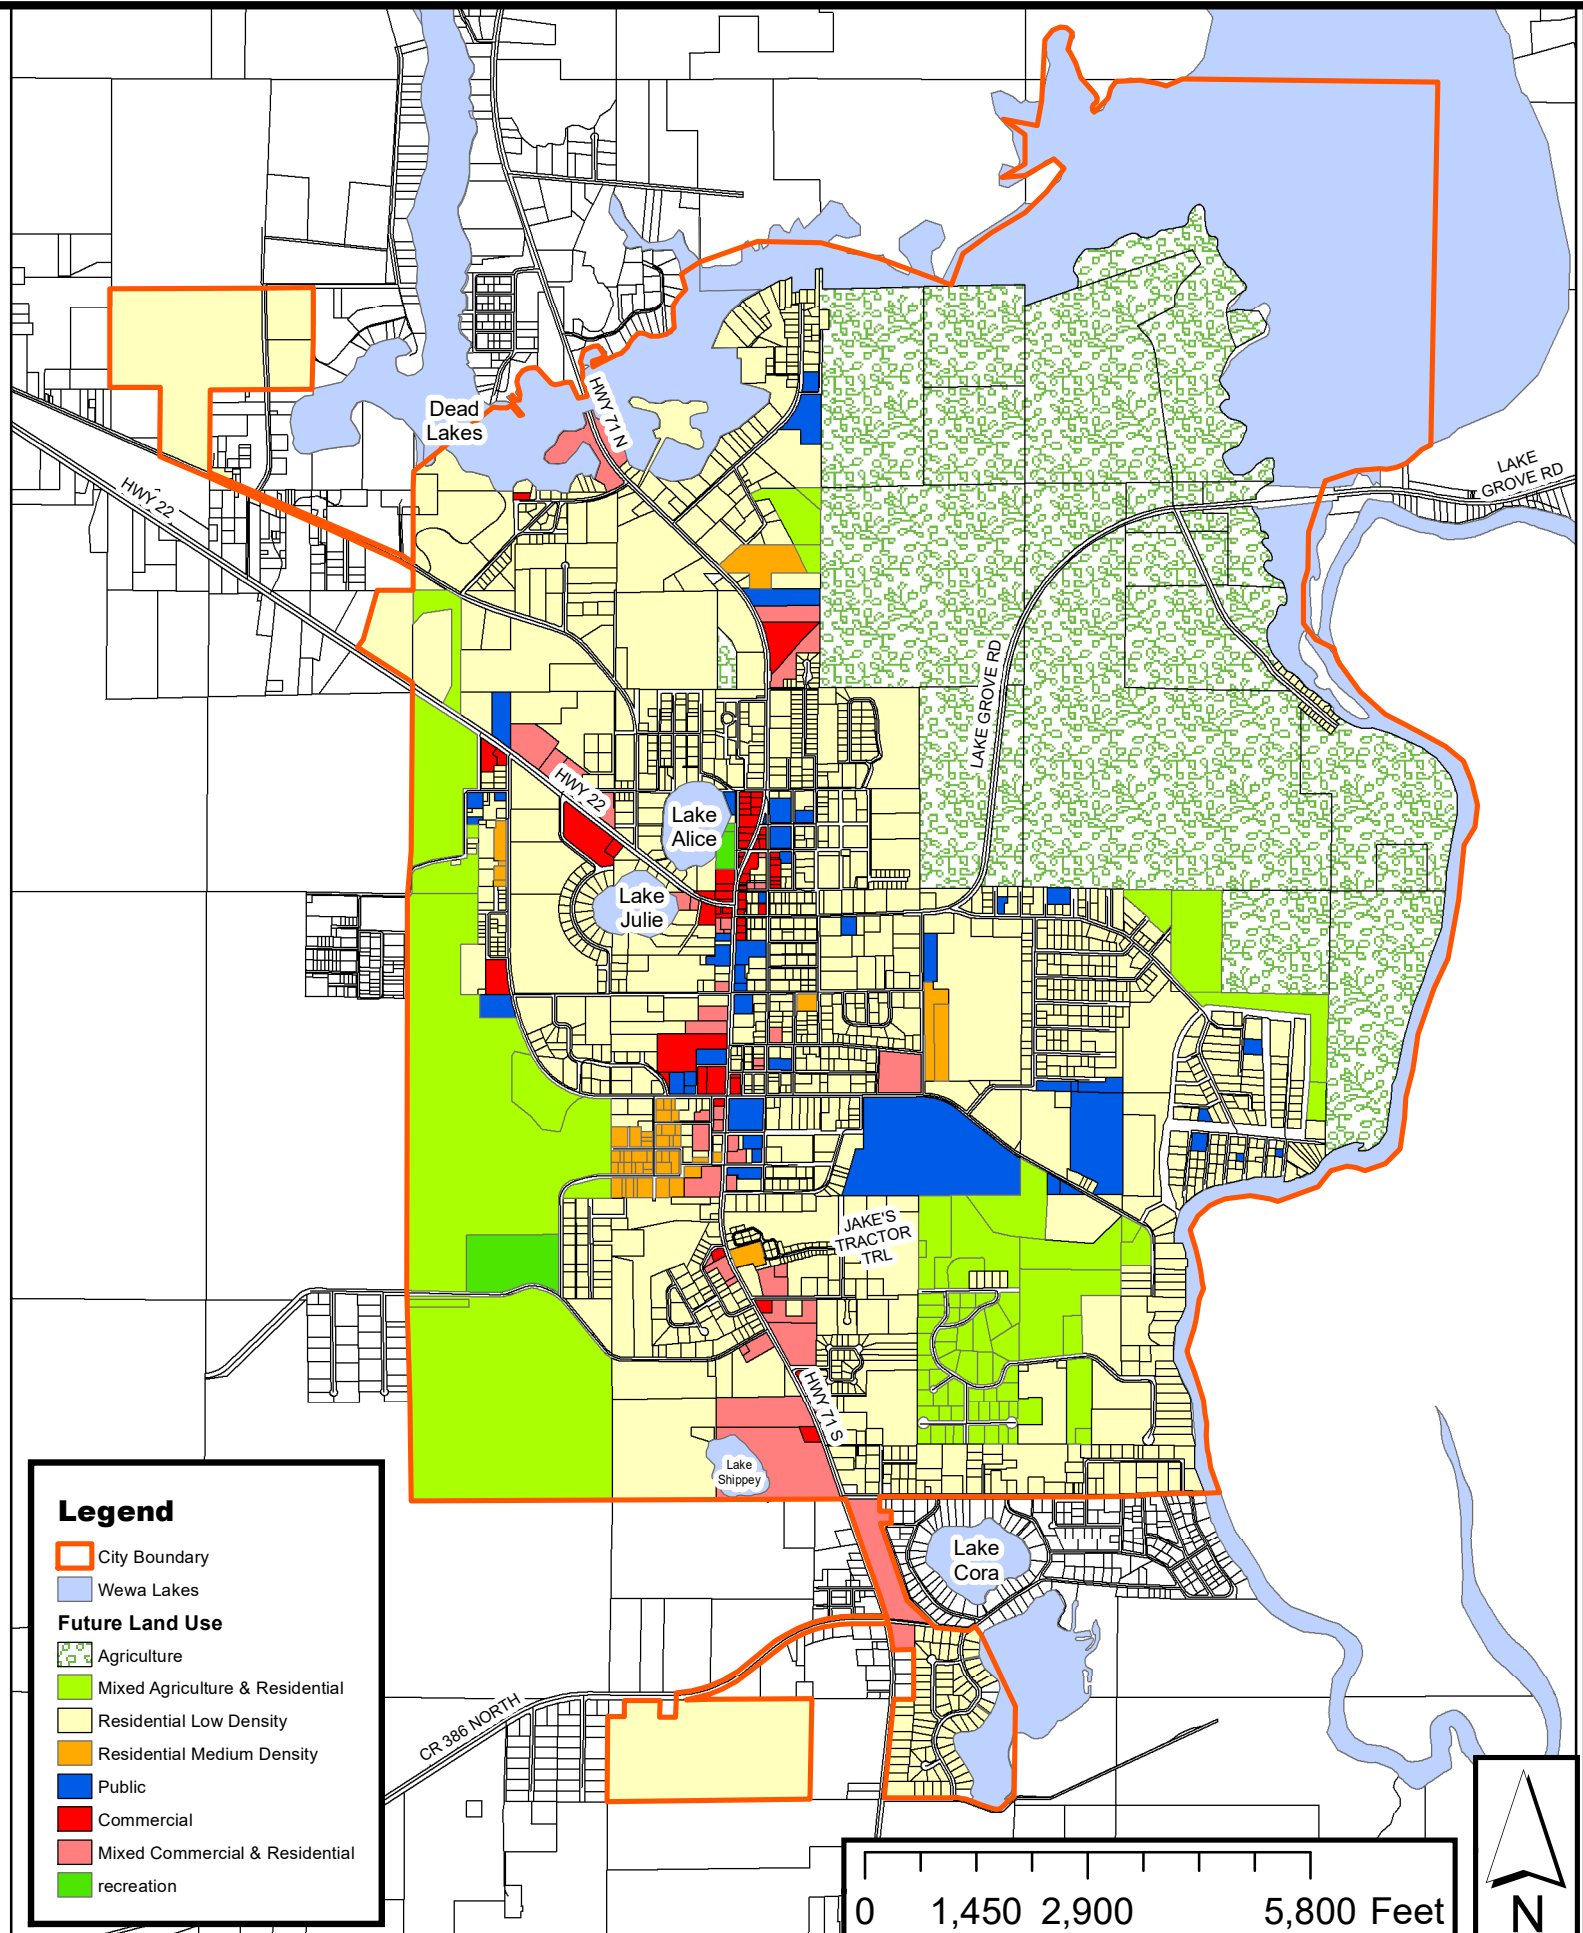 Dead
Lakes
HWY 71 N
LAKE
GROVE RD
HWY 22
LAKE GROVE RD
HWY 22
Lake
Alice
Lake
Julie
JAKE'S
TRACTOR
TRL
HWY 71 S
Lake
Shippey
Lake
Cora
CR 386 NORTH
Legend
City Boundary
Wewa Lakes
Future Land Use
Agriculture
Mixed Agriculture & Residential
Residential Low Density
Residential Medium Density
Public
Commercial
Mixed Commercial & Residential
recreation
0 1,450 2,900 5,800 Feet
N